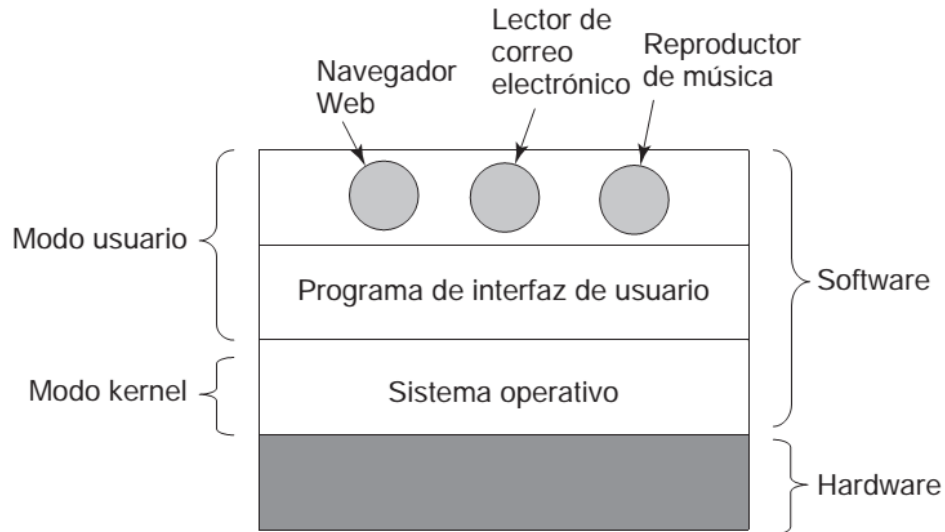 Navegador
Web
Lector de
correo
electrónico
Reproductor
de música
Modo usuario
Programa de interfaz de usuario
Software
Modo kernel
Sistema operativo
Hardware